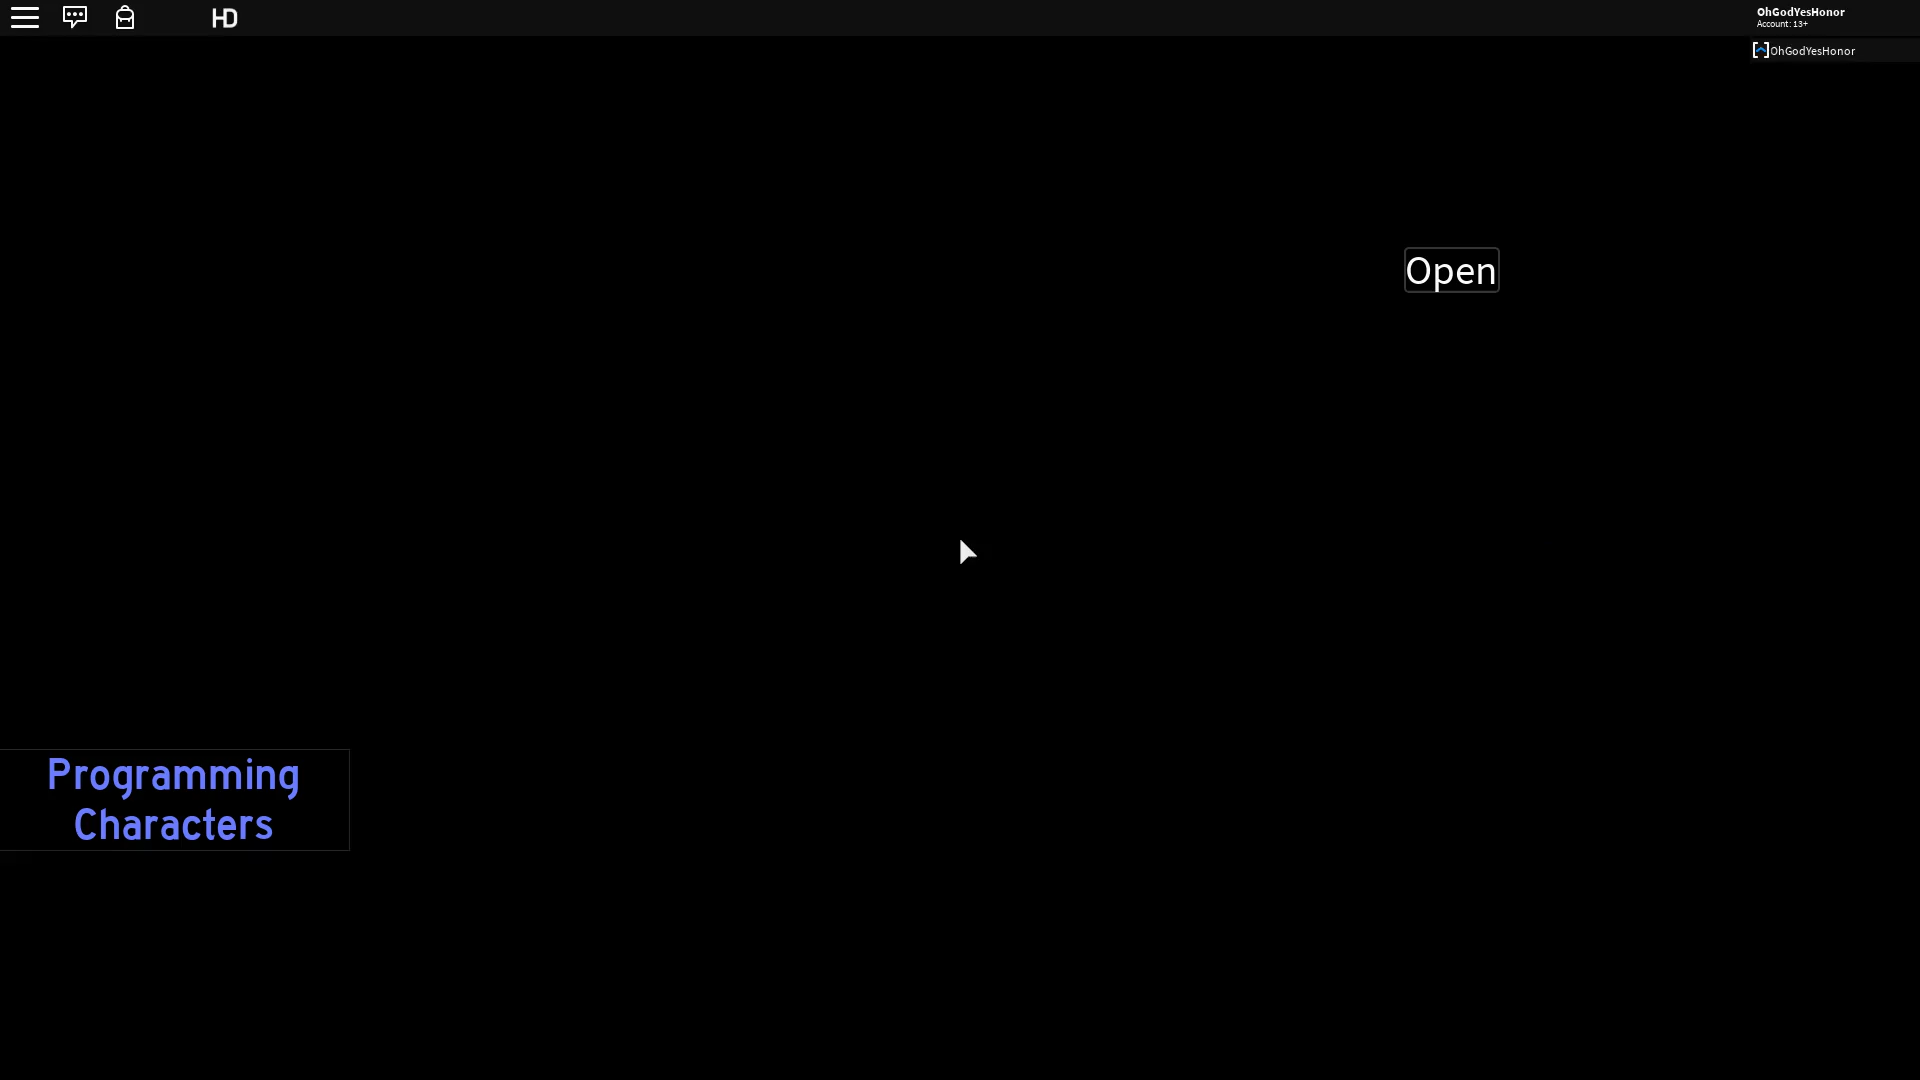 HD
OhGodYesHonor
Account: 13+
OhGodYesHonor
Open
Programming
Characters